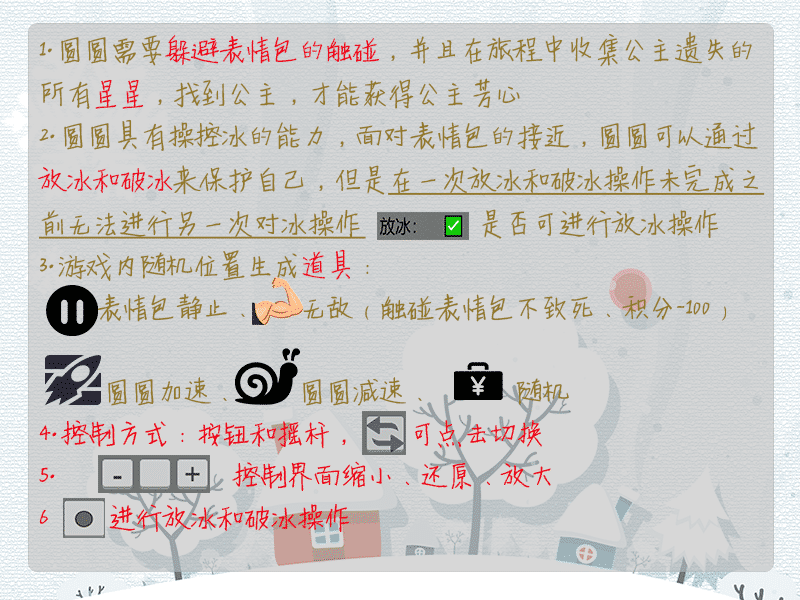 1.圆圆需要躲避表情包的触碰，并且在旅程中收集公主遗失的
所有星星，找到公主，才能获得公主芳心
2.圆圆具有操控冰的能力，面对表情包的接近，圆圆可以通过
放冰和破冰来保护自己，但是在一次放冰和破冰操作未完成之
前无法进行另一次对冰操作 放冰： 是否可进行放冰操作
3.游戏内随机位置生成道具：
表情包静止、无敌（触碰表情包不致死、积分-100）
圆圆加速、圆圆减速、¥随机
4.控制方式：按钮和摇杆，可点击切换
5. - + 控制界面缩小、还原、放大
6 进行放冰和破冰操作